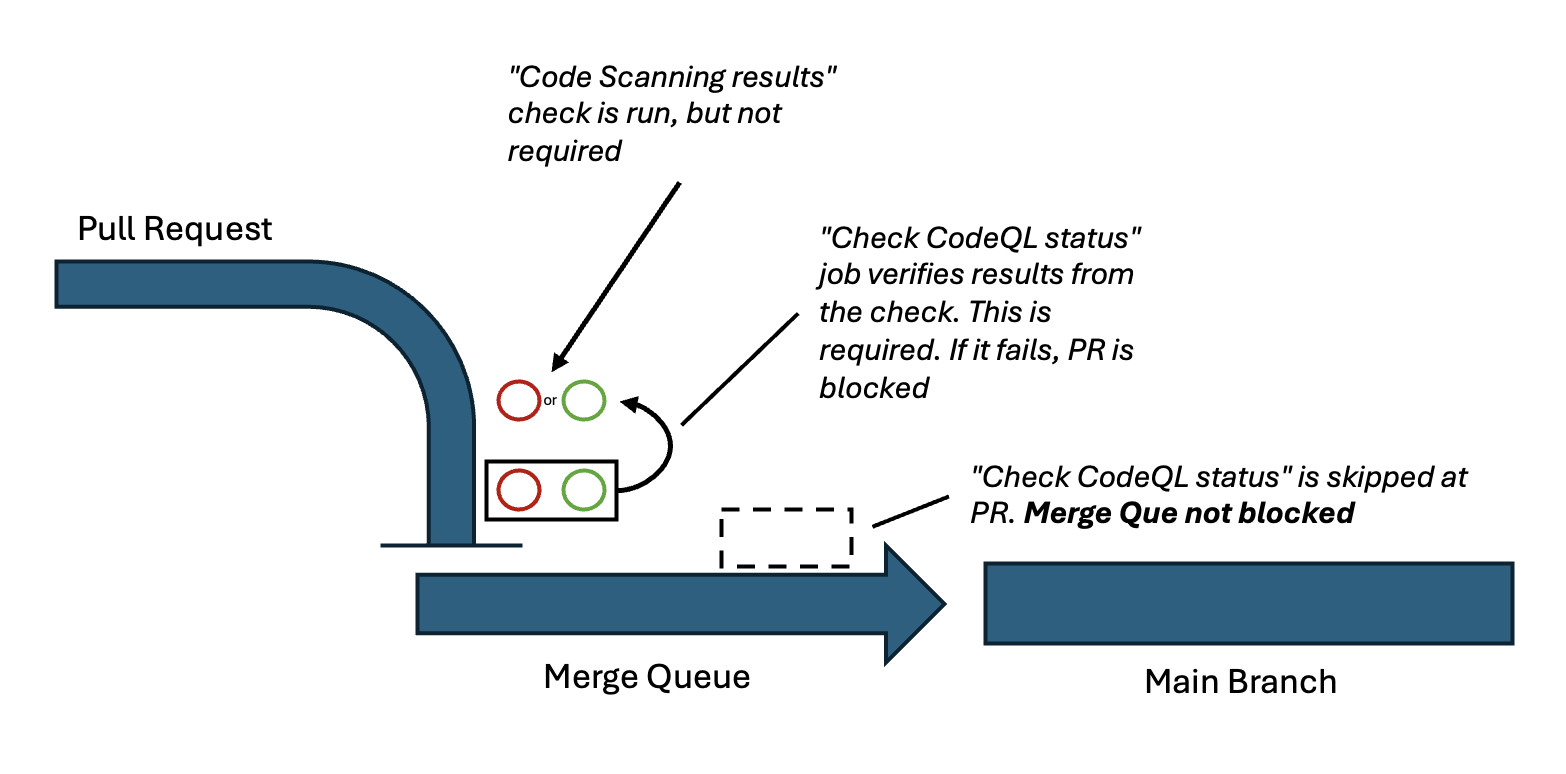 "Code Scanning results"
check is run, but not
required
Pull Request
"Check CodeQL status"
job verifies results from
the check. This is
required. If it fails, PR is
blocked
or
"Check CodeQL status" is skipped at
PR. Merge Que not blocked
Merge Queue
Main Branch